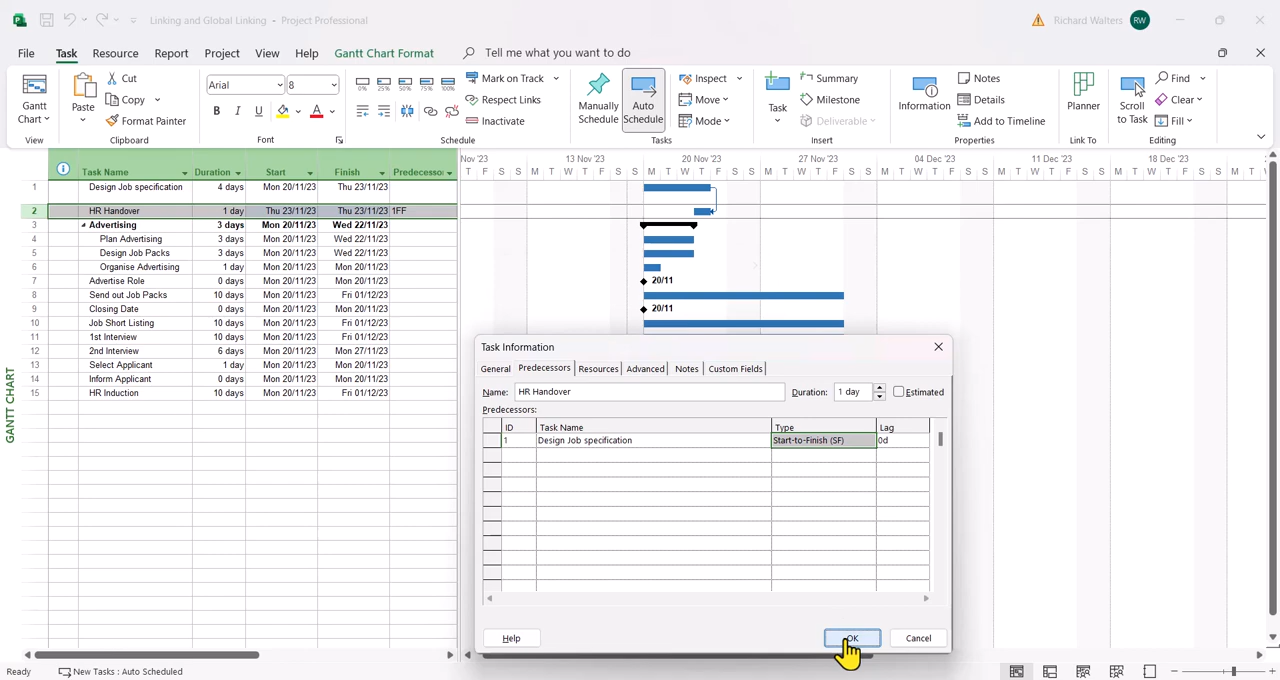 Linking and Global Linking - Project Professional
Richard Walters RW
File Task Resource Report Project View Help Gantt Chart Format Tell me what you want to do
Gantt Chart
View
Paste
Cut
Copy
Format Painter
Clipboard
Arial 8
B I U A
Font
0% 25% 50% 75% 100%
Mark on Track
Respect Links
Inactivate
Schedule
Manually Schedule
Auto Schedule
Inspect
Move
Mode
Tasks
Task
Summary
Milestone
Deliverable
Insert
Information
Notes
Details
Add to Timeline
Properties
Planner
Link To
Scroll to Task
Find
Clear
Fill
Editing
Nov '23 13 Nov '23 20 Nov '23 27 Nov '23 04 Dec '23 11 Dec '23 18 Dec '23
Task Name Duration Start Finish Predecessor
T F S S M T W T F S S M T W T F S S M T W T F S S M T W T F S S M T W T F S S M T W T F S S M T W
1 Design Job specification 4 days Mon 20/11/23 Thu 23/11/23
2 HR Handover 1 day Thu 23/11/23 Thu 23/11/23 1FF
3 Advertising 3 days Mon 20/11/23 Wed 22/11/23
4 Plan Advertising 3 days Mon 20/11/23 Wed 22/11/23
5 Design Job Packs 3 days Mon 20/11/23 Wed 22/11/23
6 Organise Advertising 1 day Mon 20/11/23 Mon 20/11/23
7 Advertise Role 0 days Mon 20/11/23 Mon 20/11/23 20/11
8 Send out Job Packs 10 days Mon 20/11/23 Fri 01/12/23
9 Closing Date 0 days Mon 20/11/23 Mon 20/11/23 20/11
10 Job Short Listing 10 days Mon 20/11/23 Fri 01/12/23
11 1st Interview 10 days Mon 20/11/23 Fri 01/12/23
12 2nd Interview 6 days Mon 20/11/23 Mon 27/11/23
13 Select Applicant 1 day Mon 20/11/23 Mon 20/11/23
14 Inform Applicant 0 days Mon 20/11/23 Mon 20/11/23
15 HR Induction 10 days Mon 20/11/23 Fri 01/12/23
GANTT CHART
Task Information
General Predecessors Resources Advanced Notes Custom Fields
Name: HR Handover Duration: 1 day Estimated
Predecessors:
ID Task Name Type Lag
1 Design Job specification Start-to-Finish (SF) 0d
Help OK Cancel
Ready New Tasks : Auto Scheduled